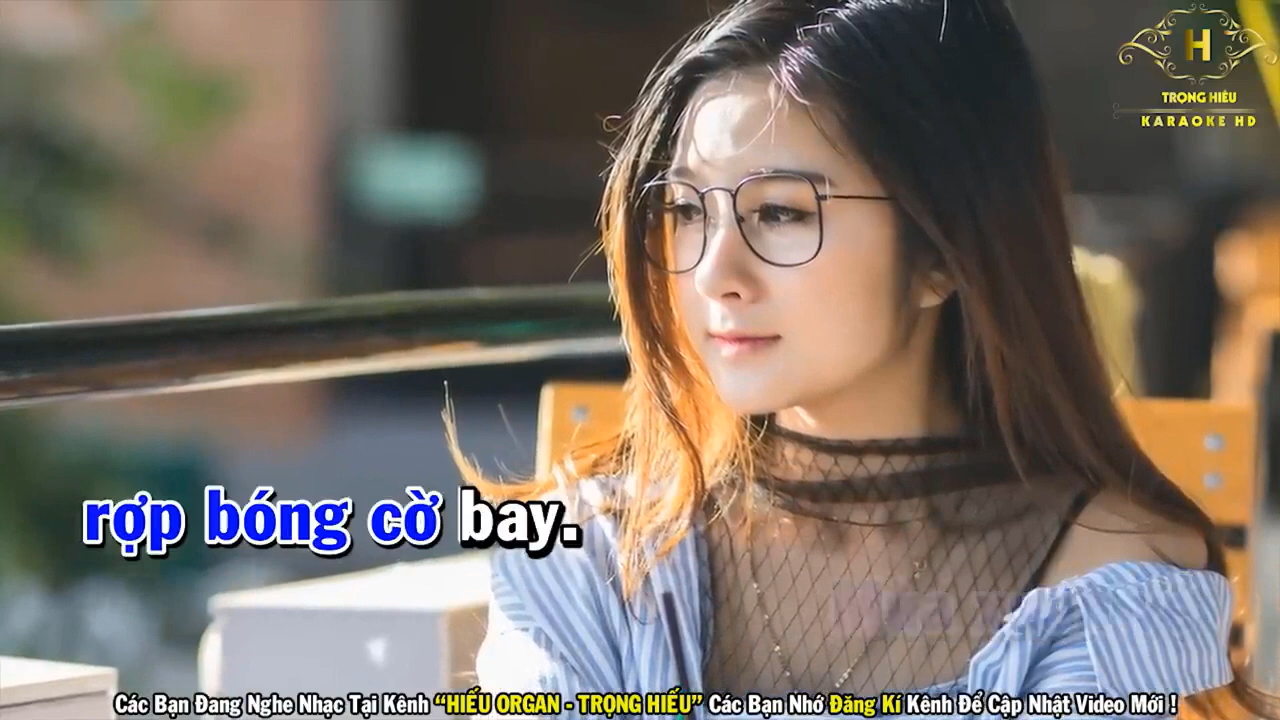 H
TRỌNG HIẾU
KARAOKE HD
rợp bóng cờ bay.
Các Bạn Đang Nghe Nhạc Tại Kênh “HIẾU ORGAN - TRỌNG HIẾU” Các Bạn Nhớ Đăng Kí Kênh Để Cập Nhật Video Mới !